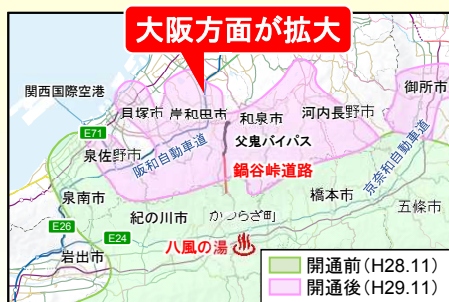 大阪方面が拡大
関西国際空港
貝塚市
岸和田市
和泉市
河内長野市
御所市
E71
父鬼バイパス
泉佐野市
阪和自動車道
鍋谷峠道路
京奈和自動車道
泉南市
橋本市
紀の川市
かつらぎ町
五條市
E26
E24
岩出市
八風の湯
開通前(H28.11)
開通後(H29.11)